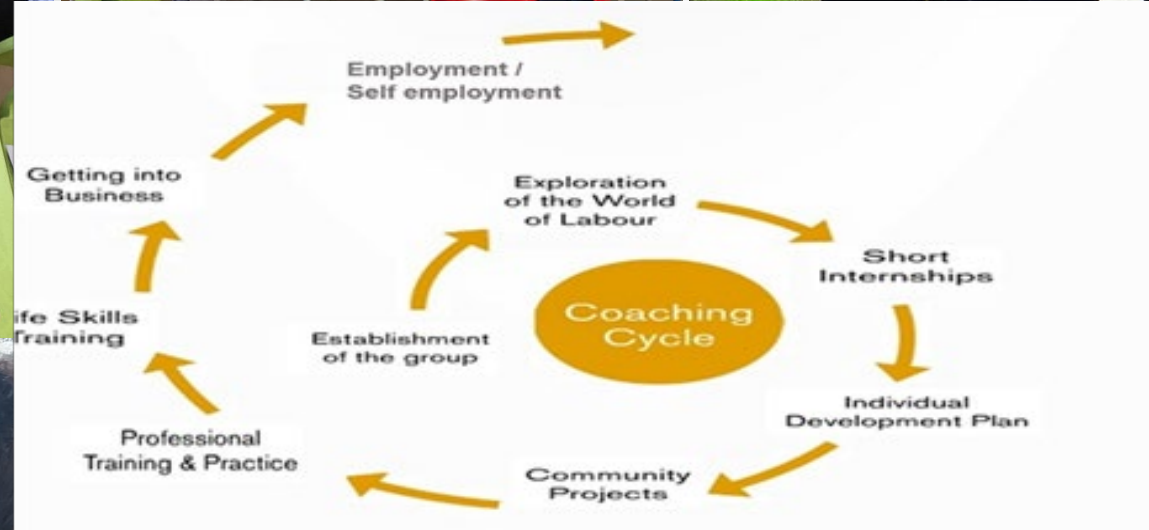 Employment /
Self employment
Getting into
Business
Exploration
of the World
of Labour
Short
Internships
Coaching
Cycle
ife Skills
Training
Establishment
of the group
Individual
Development Plan
Professional
Training & Practice
Community
Projects